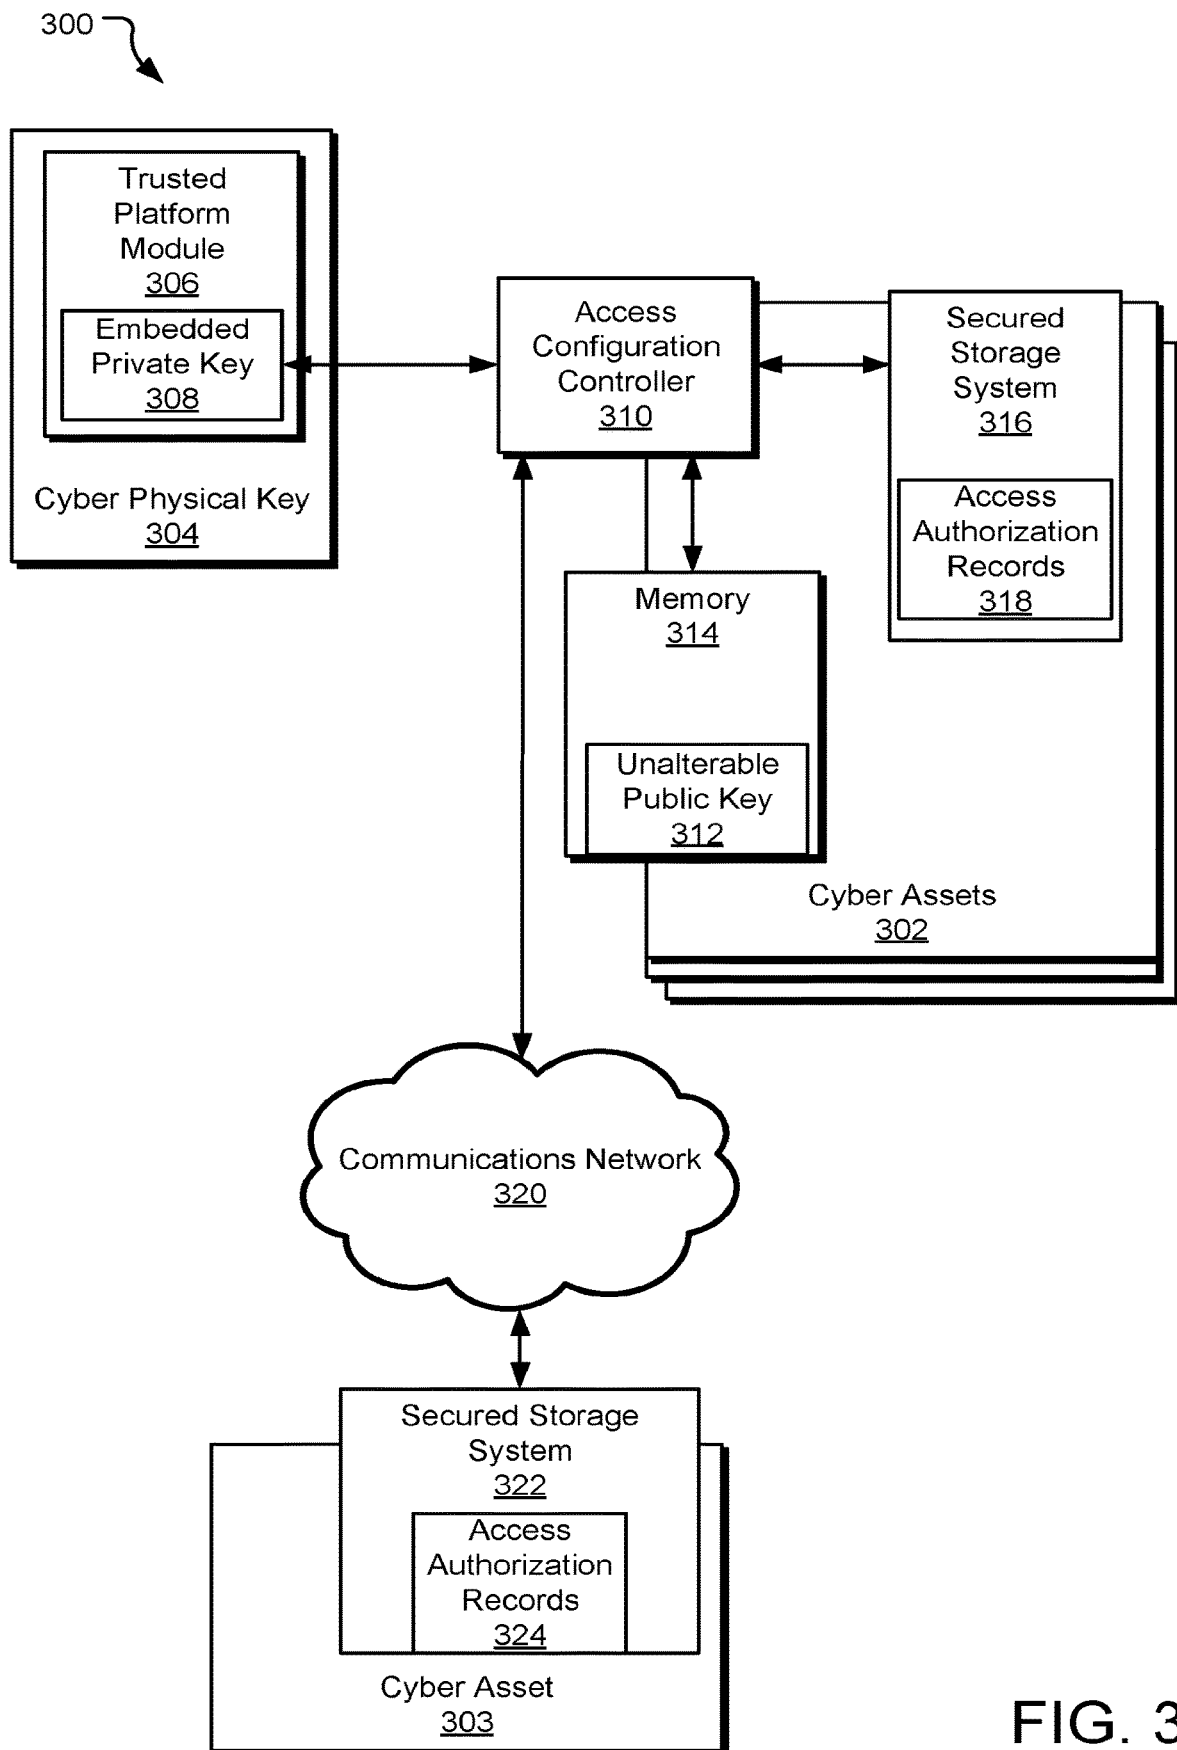 300
Trusted
Platform
Module
306
Embedded
Private Key
308
Cyber Physical Key
304
Access
Configuration
Controller
310
Secured
Storage
System
316
Access
Authorization
Records
318
Memory
314
Unalterable
Public Key
312
Cyber Assets
302
Communications Network
320
Secured Storage
System
322
Access
Authorization
Records
324
Cyber Asset
303
FIG. 3